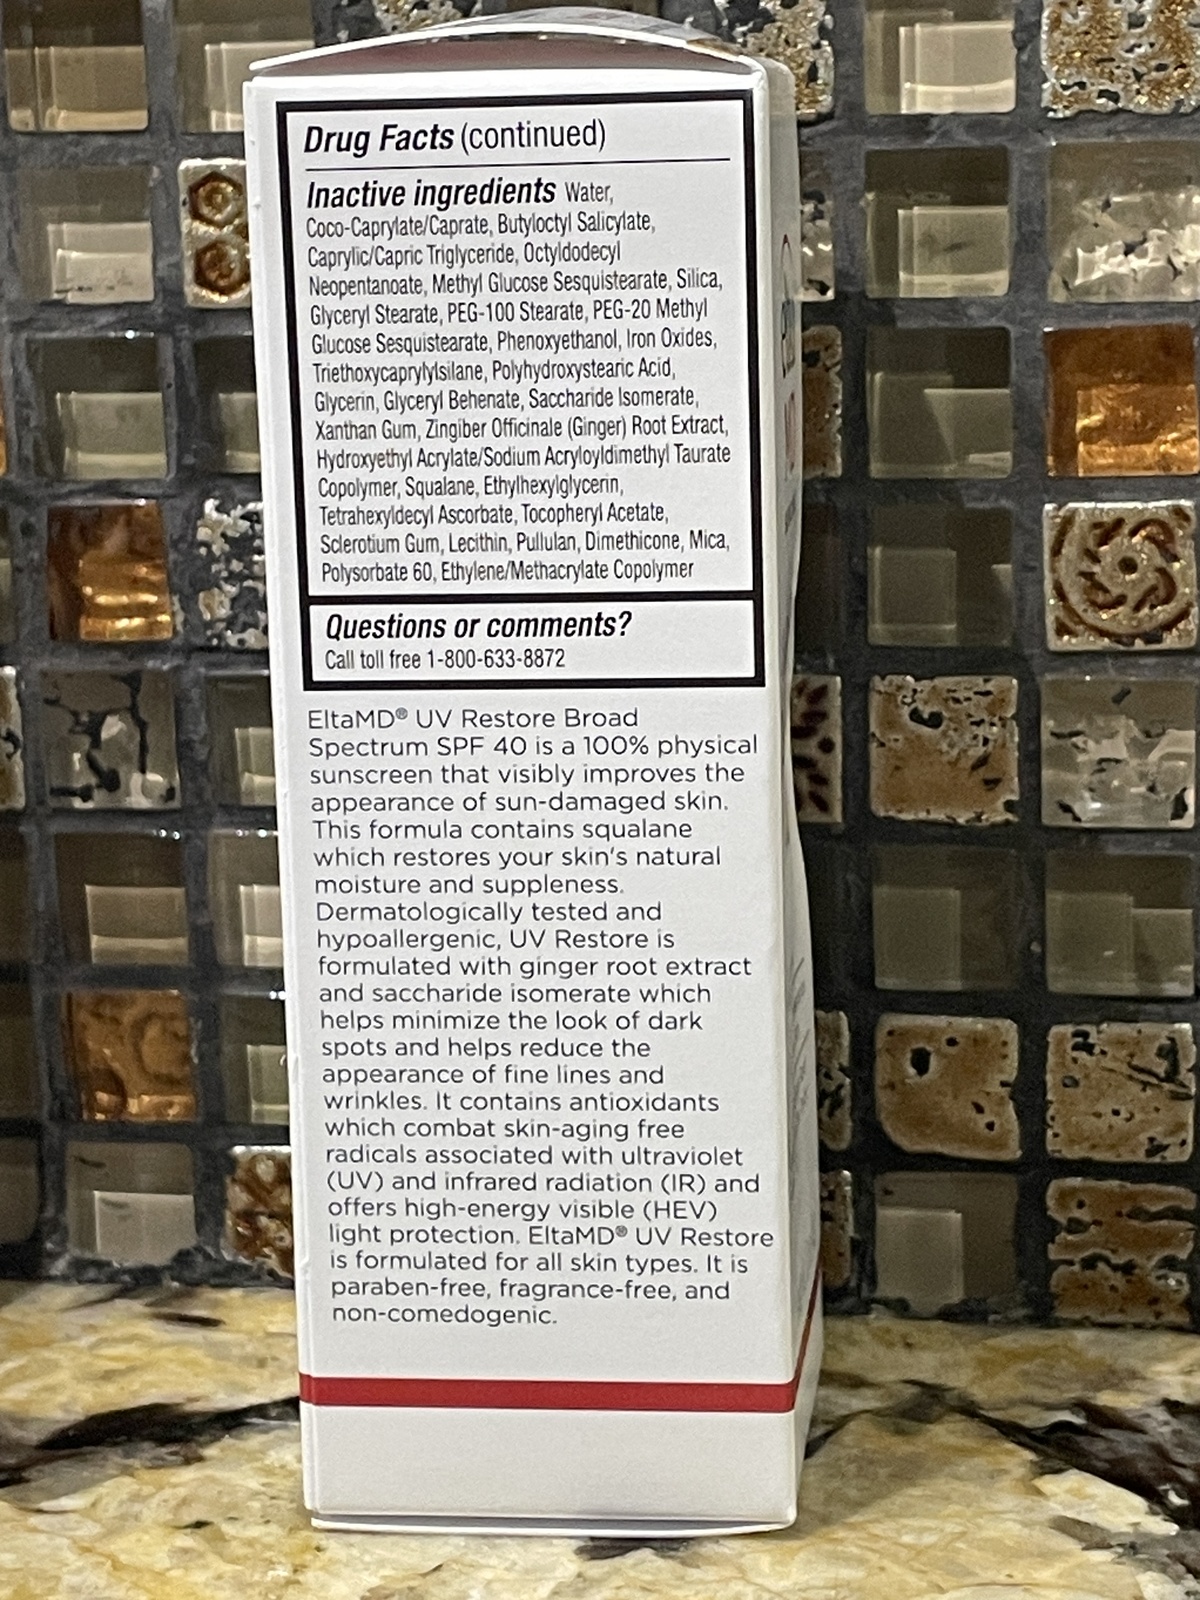 Drug Facts (continued)
Inactive ingredients Water,
Coco-Caprylate/Caprate, Butyloctyl Salicylate,
Caprylic/Capric Triglyceride, Octyldodecyl
Neopentanoate, Methyl Glucose Sesquistearate, Silica,
Glyceryl Stearate, PEG-100 Stearate, PEG-20 Methyl
Glucose Sesquistearate, Phenoxyethanol, Iron Oxides,
Triethoxycaprylylsilane, Polyhydroxystearic Acid,
Glycerin, Glyceryl Behenate, Saccharide Isomerate,
Xanthan Gum, Zingiber Officinale (Ginger) Root Extract,
Hydroxyethyl Acrylate/Sodium Acryloyldimethyl Taurate
Copolymer, Squalane, Ethylhexylglycerin,
Tetrahexyldecyl Ascorbate, Tocopheryl Acetate,
Sclerotium Gum, Lecithin, Pullulan, Dimethicone, Mica,
Polysorbate 60, Ethylene/Methacrylate Copolymer
Questions or comments?
Call toll free 1-800-633-8872
EltaMD® UV Restore Broad
Spectrum SPF 40 is a 100% physical
sunscreen that visibly improves the
appearance of sun-damaged skin.
This formula contains squalane
which restores your skin's natural
moisture and suppleness.
Dermatologically tested and
hypoallergenic, UV Restore is
formulated with ginger root extract
and saccharide isomerate which
helps minimize the look of dark
spots and helps reduce the
appearance of fine lines and
wrinkles. It contains antioxidants
which combat skin-aging free
radicals associated with ultraviolet
(UV) and infrared radiation (IR) and
offers high-energy visible (HEV)
light protection. EltaMD® UV Restore
is formulated for all skin types. It is
paraben-free, fragrance-free, and
non-comedogenic.